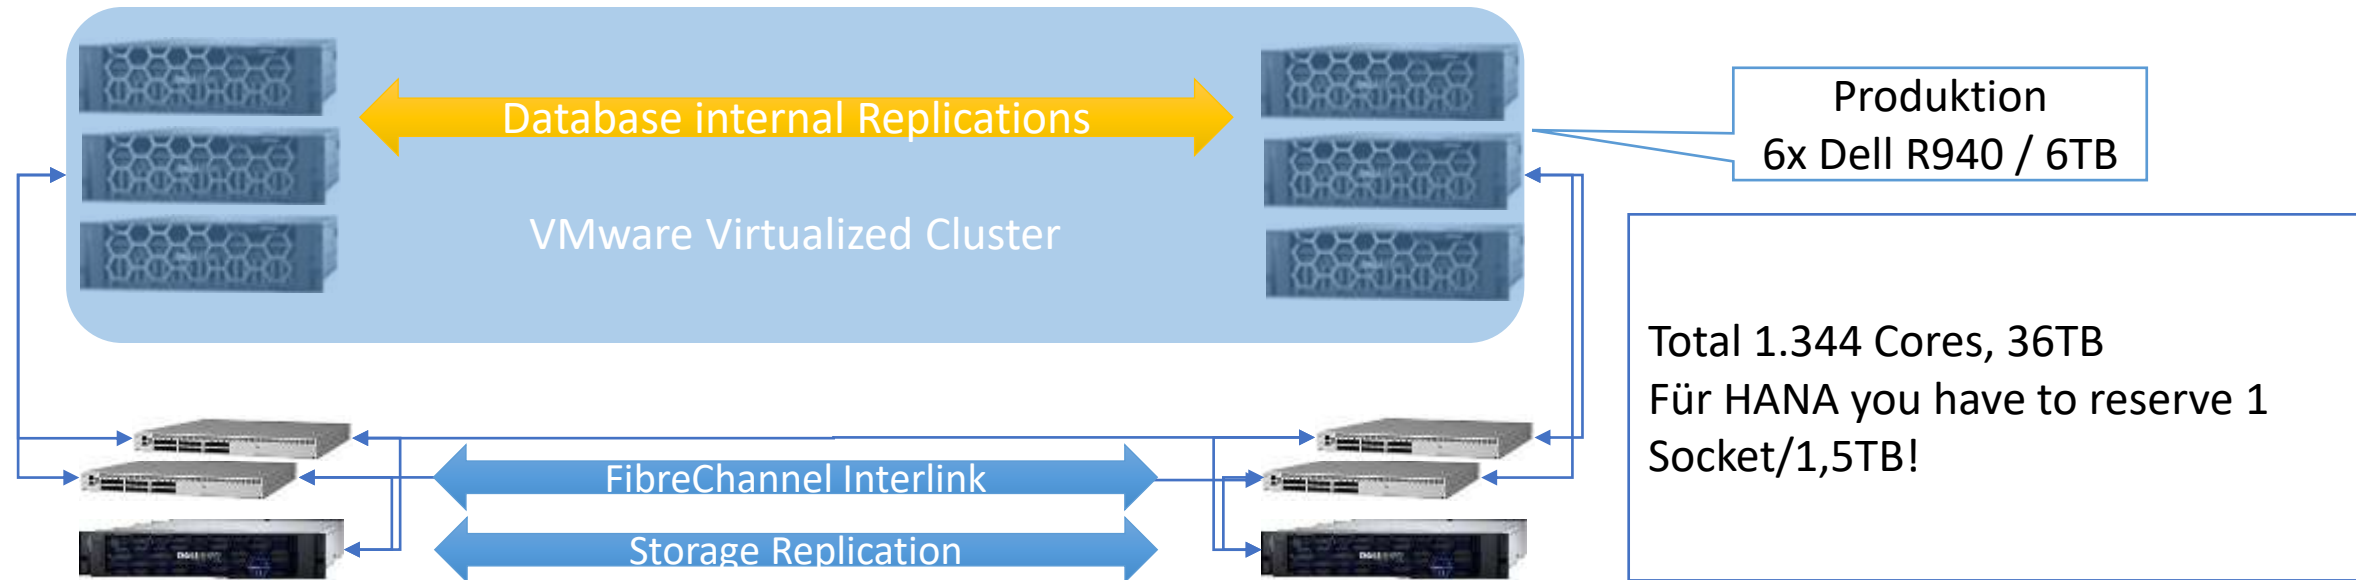 Database internal Replications
VMware Virtualized Cluster
Produktion
6x Dell R940 / 6TB
Total 1.344 Cores, 36TB
Für HANA you have to reserve 1
Socket/1,5TB!
FibreChannel Interlink
Storage Replication